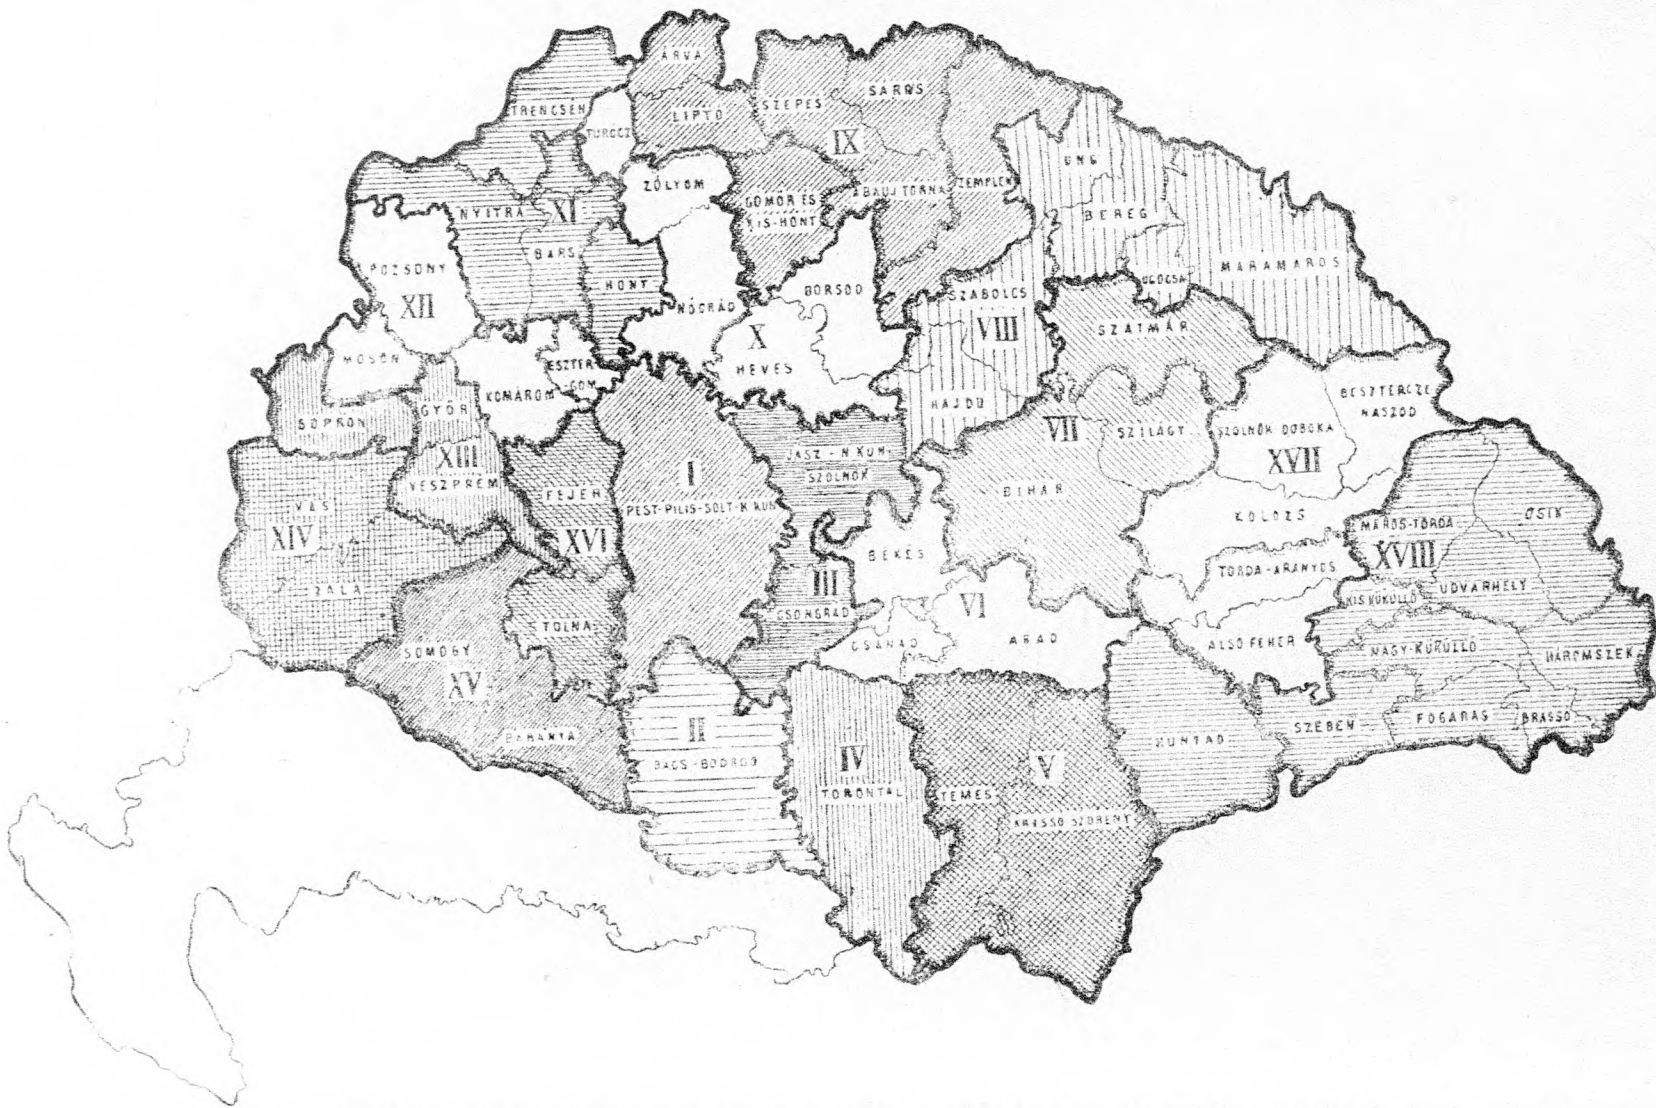 ÁRVA
TRENCSÉN
TURÓCZ
LIPTÓ
SZEPES
SÁROS
IX
ZÓLYOM
GÖMÖR ÉS
KIS-HONT
ABAUJ TORNA
ZEMPLÉN
UNG
BEREG
UGOCSA
MÁRAMAROS
NYITRA
XI
BARS
HONT
POZSONY
XII
NÓGRÁD
BORSOD
X
HEVES
SZABOLCS
VIII
HAJDU
SZATMÁR
MOSON
SOPRON
GYŐR
KOMÁROM
ESZTER-
GOM
XIII
VESZPRÉM
FEJÉR
XVI
I
PEST-PILIS-SOLT-K KUN
JÁSZ-N KUN
SZOLNOK
VII
SZILÁGY
BIHAR
SZOLNOK DOBOKA
XVII
BESZTERCZE
NASZÓD
VAS
XIV
ZALA
KOLOZS
MAROS-TORDA
XVIII
CSIK
BÉKÉS
III
CSONGRÁD
TORDA-ARANYOS
KIS KÜKÜLLŐ
UDVARHELY
VI
ARAD
CSANÁD
TOLNA
SOMOGY
XV
BARANYA
ALSÓ FEHÉR
NAGY-KÜKÜLLŐ
HÁROMSZÉK
II
BÁCS-BODROG
IV
TORONTÁL
V
TEMES
KRASSÓ SZÖRÉNY
HUNYAD
SZEBEN
FOGARAS
BRASSÓ